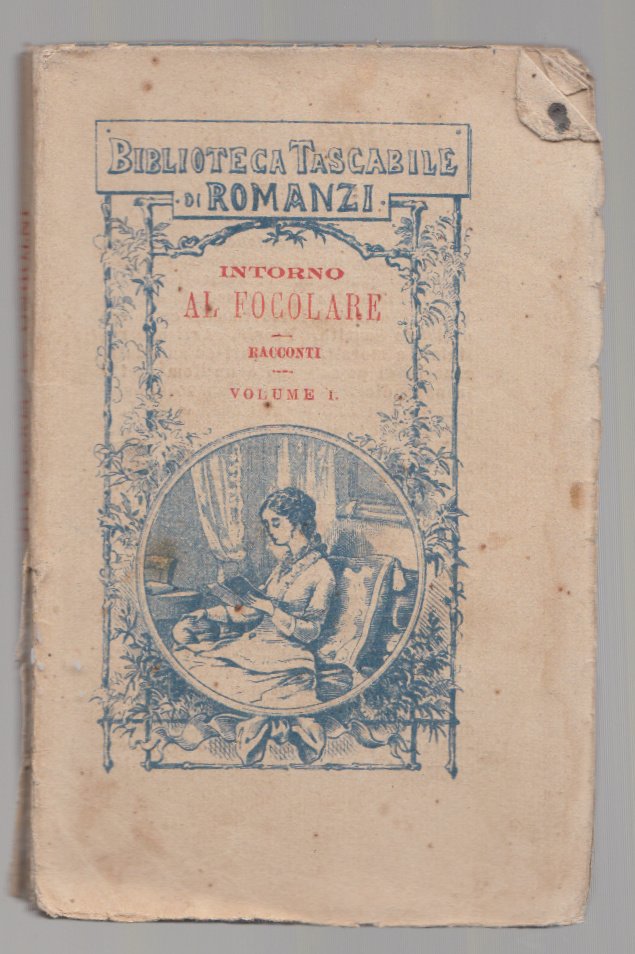 BIBLIOTECA TASCABILE
· DI ROMANZI ·
INTORNO
AL FOCOLARE
RACCONTI
VOLUME I.